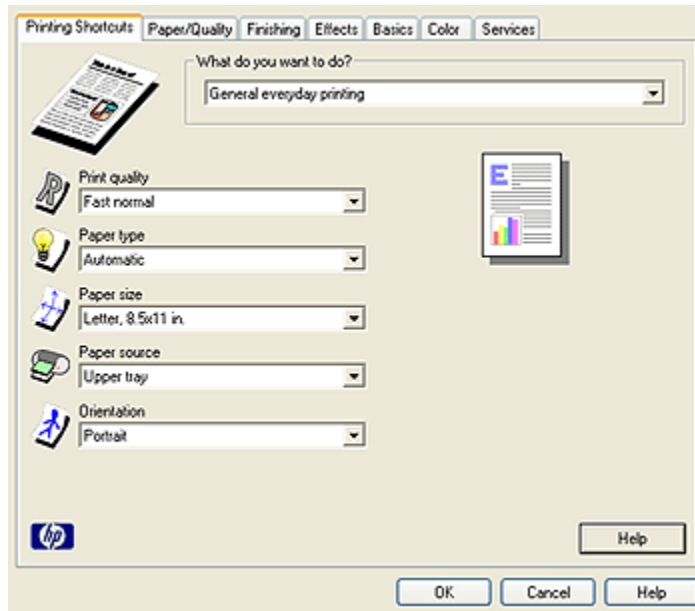 Printing Shortcuts Paper/Quality Finishing Effects Basics Color Services
What do you want to do?
General everyday printing
Print quality
Fast normal
Paper type
Automatic
Paper size
Letter, 8.5x11 in.
Paper source
Upper tray
Orientation
Portrait
hp
Help
OK Cancel Help